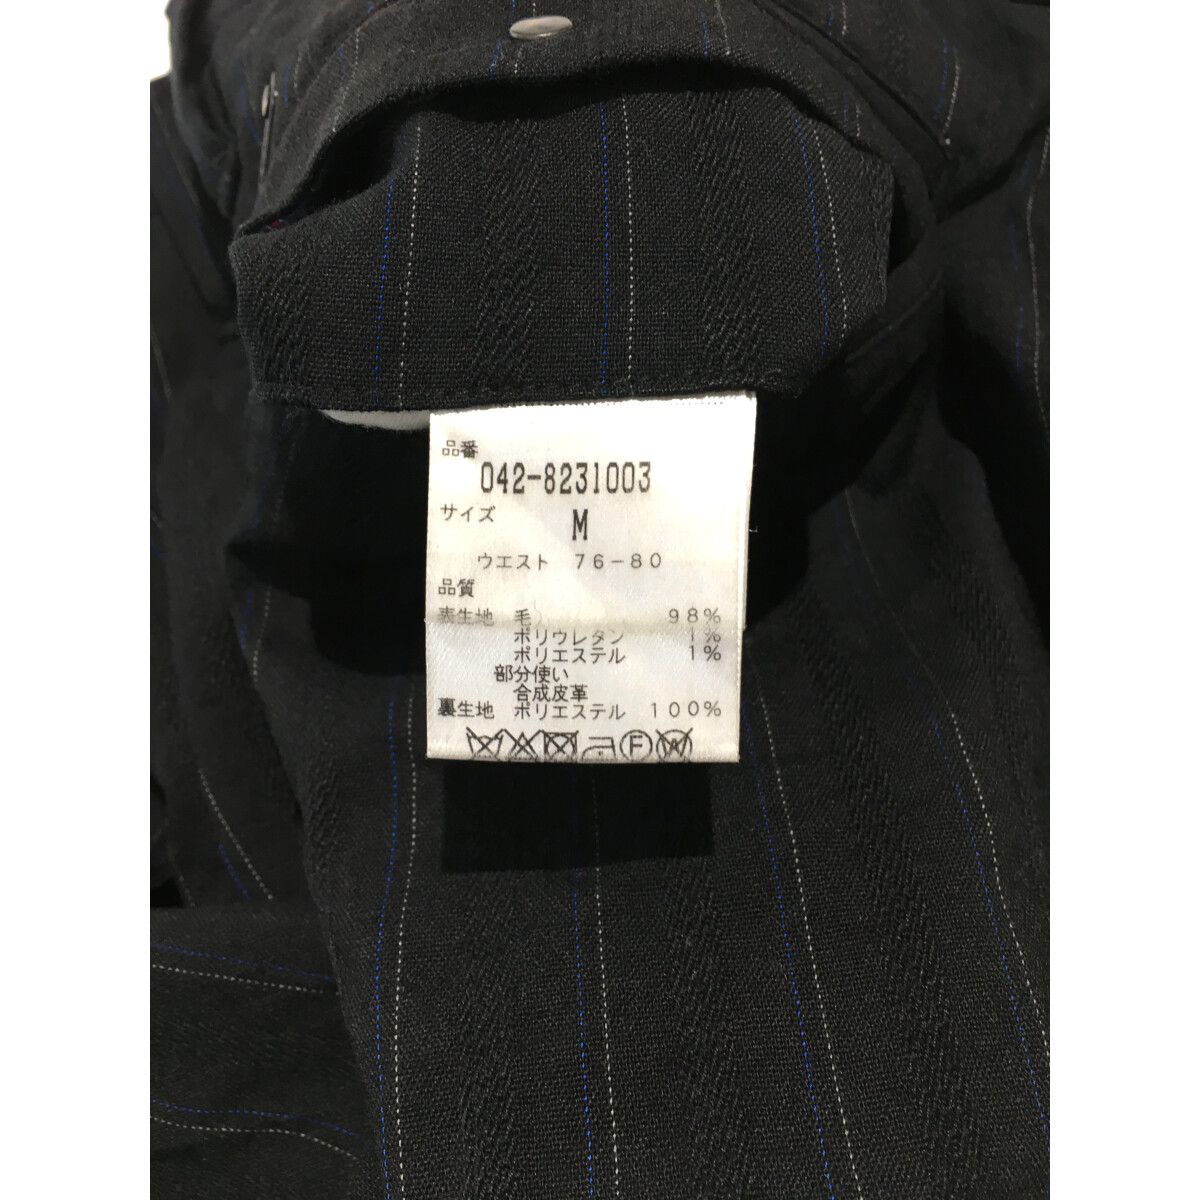 品番
042-8231003
サイズ
M
ウエスト 76-80
品質
表生地 毛 98%
ポリウレタン 1%
ポリエステル 1%
部分使い
合成皮革
裏生地 ポリエステル 100%
F W